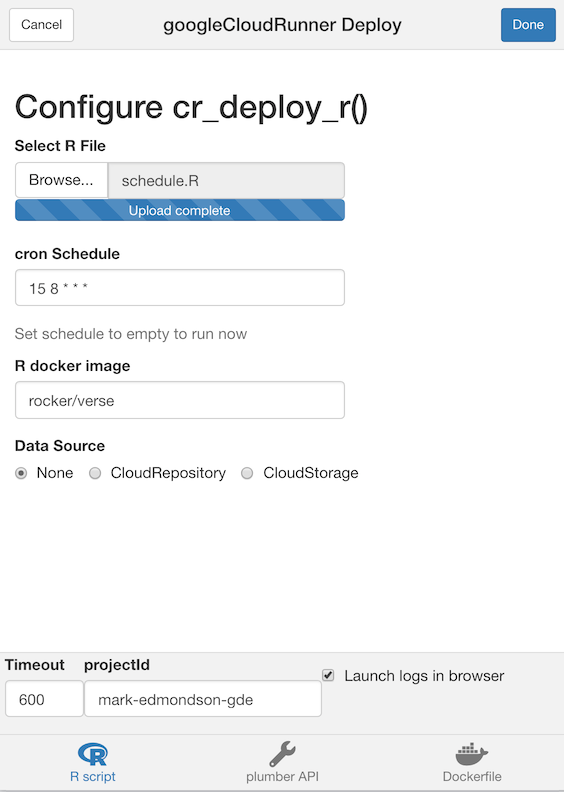 Cancel googleCloudRunner Deploy Done
Configure cr_deploy_r()
Select R File
Browse... schedule.R
Upload complete
cron Schedule
15 8 * * *
Set schedule to empty to run now
R docker image
rocker/verse
Data Source
None CloudRepository CloudStorage
Timeout projectId
Launch logs in browser
600 mark-edmondson-gde
R script plumber API Dockerfile